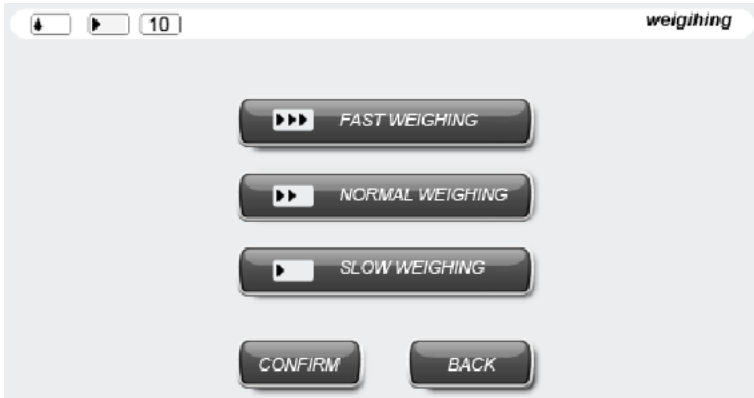 10 weigihing
FAST WEIGHING
NORMAL WEIGHING
SLOW WEIGHING
CONFIRM BACK